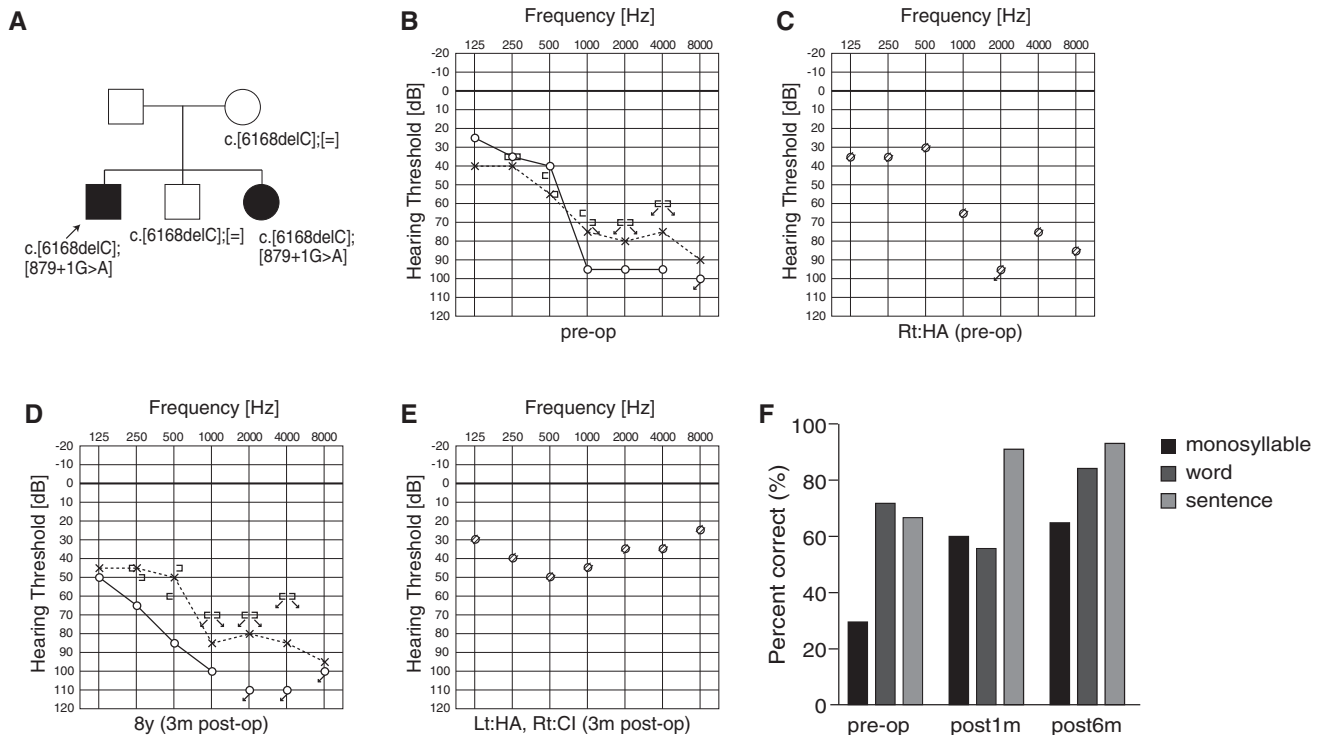 A
c.[6168delC];[=]
c.[6168delC];
[879+1G>A]
c.[6168delC];[=]
c.[6168delC];
[879+1G>A]
B
Frequency [Hz]
125 250 500 1000 2000 4000 8000
Hearing Threshold [dB]
-20
-10
0
10
20
30
40
50
60
70
80
90
100
110
120
pre-op
C
Frequency [Hz]
125 250 500 1000 2000 4000 8000
Hearing Threshold [dB]
-20
-10
0
10
20
30
40
50
60
70
80
90
100
110
120
Rt:HA (pre-op)
D
Frequency [Hz]
125 250 500 1000 2000 4000 8000
Hearing Threshold [dB]
-20
-10
0
10
20
30
40
50
60
70
80
90
100
110
120
8y (3m post-op)
E
Frequency [Hz]
125 250 500 1000 2000 4000 8000
Hearing Threshold [dB]
-20
-10
0
10
20
30
40
50
60
70
80
90
100
110
120
Lt:HA, Rt:CI (3m post-op)
F
Percent correct (%)
100
80
60
40
20
0
pre-op post1m post6m
monosyllable
word
sentence